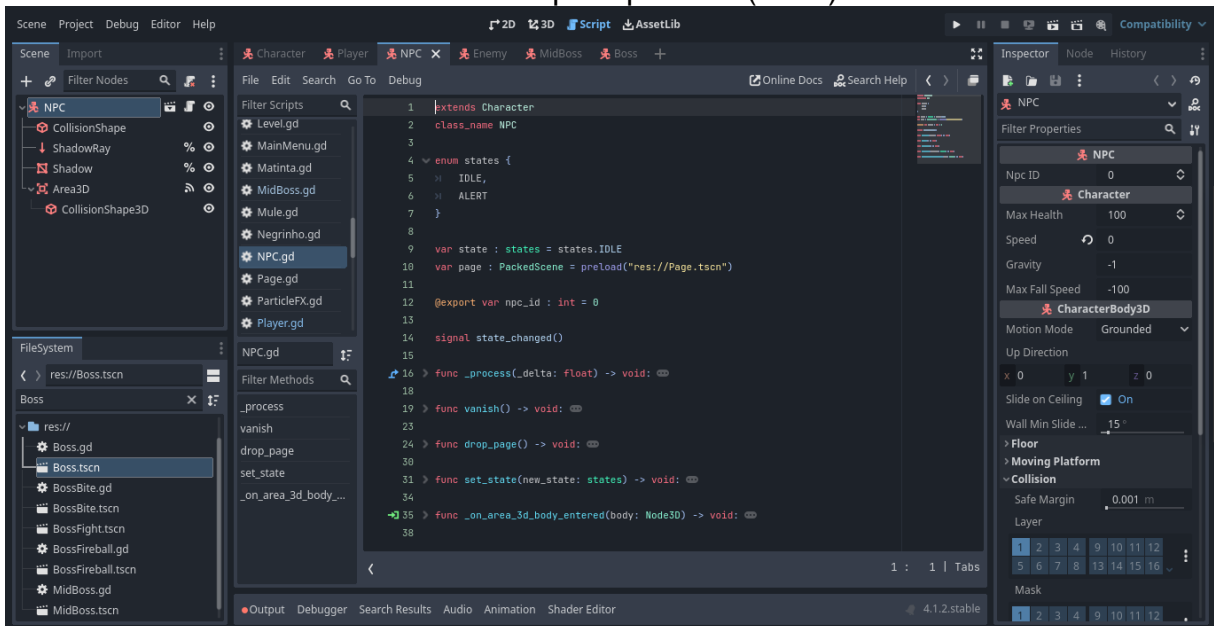 Scene Project Debug Editor Help
2D 3D Script AssetLib
Compatibility
Scene Import
Filter Nodes
NPC
CollisionShape
ShadowRay %
Shadow %
Area3D
CollisionShape3D
FileSystem
res://Boss.tscn
Boss
res://
Boss.gd
Boss.tscn
BossBite.gd
BossBite.tscn
BossFight.tscn
BossFireball.gd
BossFireball.tscn
MidBoss.gd
MidBoss.tscn
Character Player NPC Enemy MidBoss Boss
File Edit Search Go To Debug
Online Docs Search Help
Filter Scripts
Level.gd
MainMenu.gd
Matinta.gd
MidBoss.gd
Mule.gd
Negrinho.gd
NPC.gd
Page.gd
ParticleFX.gd
Player.gd
NPC.gd
Filter Methods
_process
vanish
drop_page
set_state
_on_area_3d_body_...
1 extends Character
2 class_name NPC
3
4 enum states {
5 IDLE,
6 ALERT
7 }
8
9 var state : states = states.IDLE
10 var page : PackedScene = preload("res://Page.tscn")
11
12 @export var npc_id : int = 0
13
14 signal state_changed()
15
16 func _process(_delta: float) -> void:
18
19 func vanish() -> void:
23
24 func drop_page() -> void:
30
31 func set_state(new_state: states) -> void:
34
35 func _on_area_3d_body_entered(body: Node3D) -> void:
38
1 : 1 | Tabs
Output Debugger Search Results Audio Animation Shader Editor
4.1.2.stable
Inspector Node History
NPC
Filter Properties
NPC
Npc ID 0
Character
Max Health 100
Speed 0
Gravity -1
Max Fall Speed -100
CharacterBody3D
Motion Mode Grounded
Up Direction
x 0 y 1 z 0
Slide on Ceiling On
Wall Min Slide ... 15 °
Floor
Moving Platform
Collision
Safe Margin 0.001 m
Layer
1 2 3 4 9 10 11 12
5 6 7 8 13 14 15 16
Mask
1 2 3 4 9 10 11 12